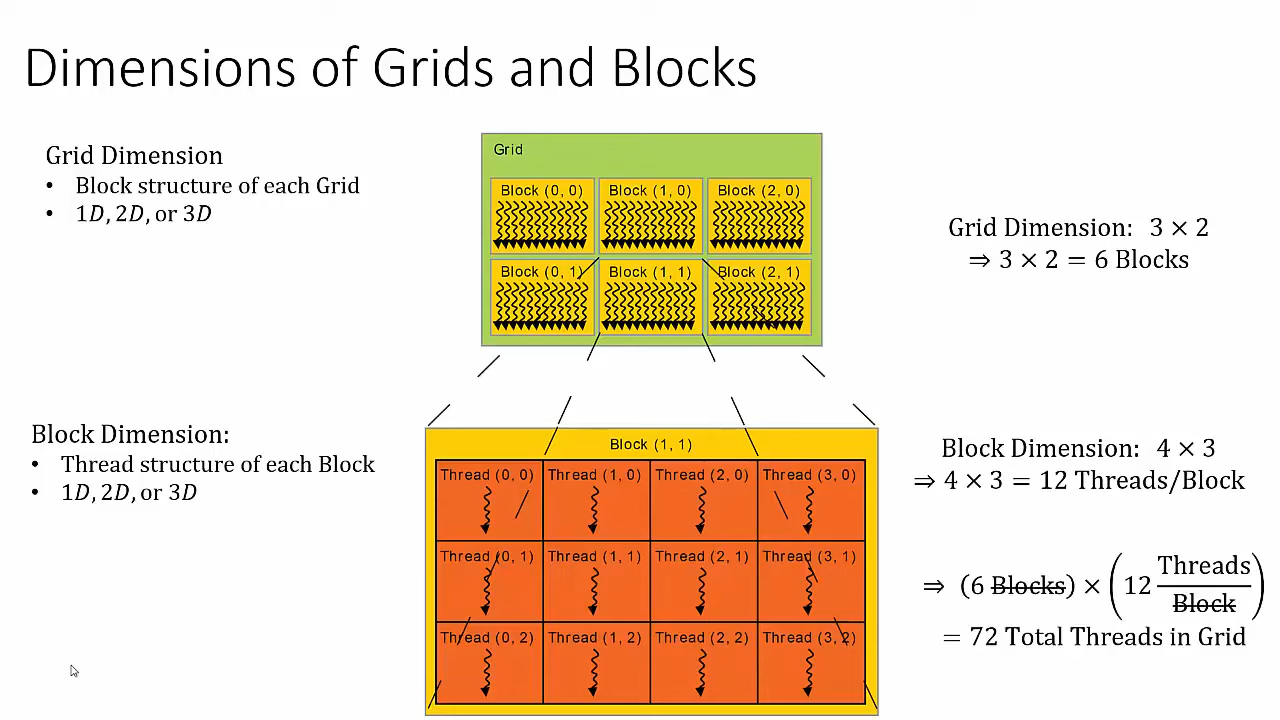 Dimensions of Grids and Blocks
Grid Dimension
• Block structure of each Grid
• 1D, 2D, or 3D
Grid
Block (0, 0) Block (1, 0) Block (2, 0)
Block (0, 1) Block (1, 1) Block (2, 1)
Grid Dimension: 3 × 2
⇒ 3 × 2 = 6 Blocks
Block Dimension:
• Thread structure of each Block
• 1D, 2D, or 3D
Block (1, 1)
Thread (0, 0) Thread (1, 0) Thread (2, 0) Thread (3, 0)
Thread (0, 1) Thread (1, 1) Thread (2, 1) Thread (3, 1)
Thread (0, 2) Thread (1, 2) Thread (2, 2) Thread (3, 2)
Block Dimension: 4 × 3
⇒ 4 × 3 = 12 Threads/Block
⇒ (6 Blocks) × (12 Threads/Block)
= 72 Total Threads in Grid